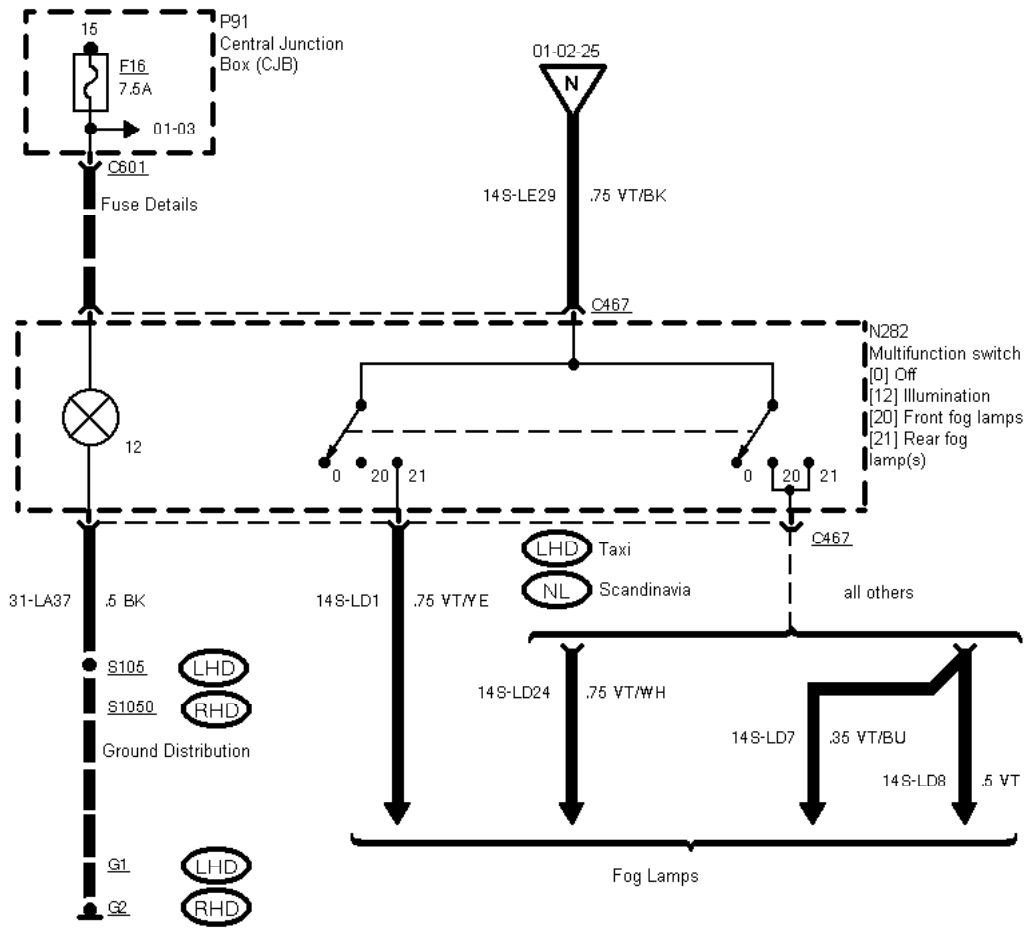 P91
Central Junction
Box (CJB)
15
F16
7.5A
01-03
C601
Fuse Details
01-02-25
N
14S-LE29 .75 VT/BK
C467
N282
Multifunction switch
[0] Off
[12] Illumination
[20] Front fog lamps
[21] Rear fog
lamp(s)
12
0 20 21
0 20 21
C467
LHD Taxi
NL Scandinavia
all others
31-LA37 .5 BK
14S-LD1 .75 VT/YE
S105 LHD
S1050 RHD
Ground Distribution
14S-LD24 .75 VT/WH
14S-LD7 .35 VT/BU
14S-LD8 .5 VT
G1 LHD
G2 RHD
Fog Lamps